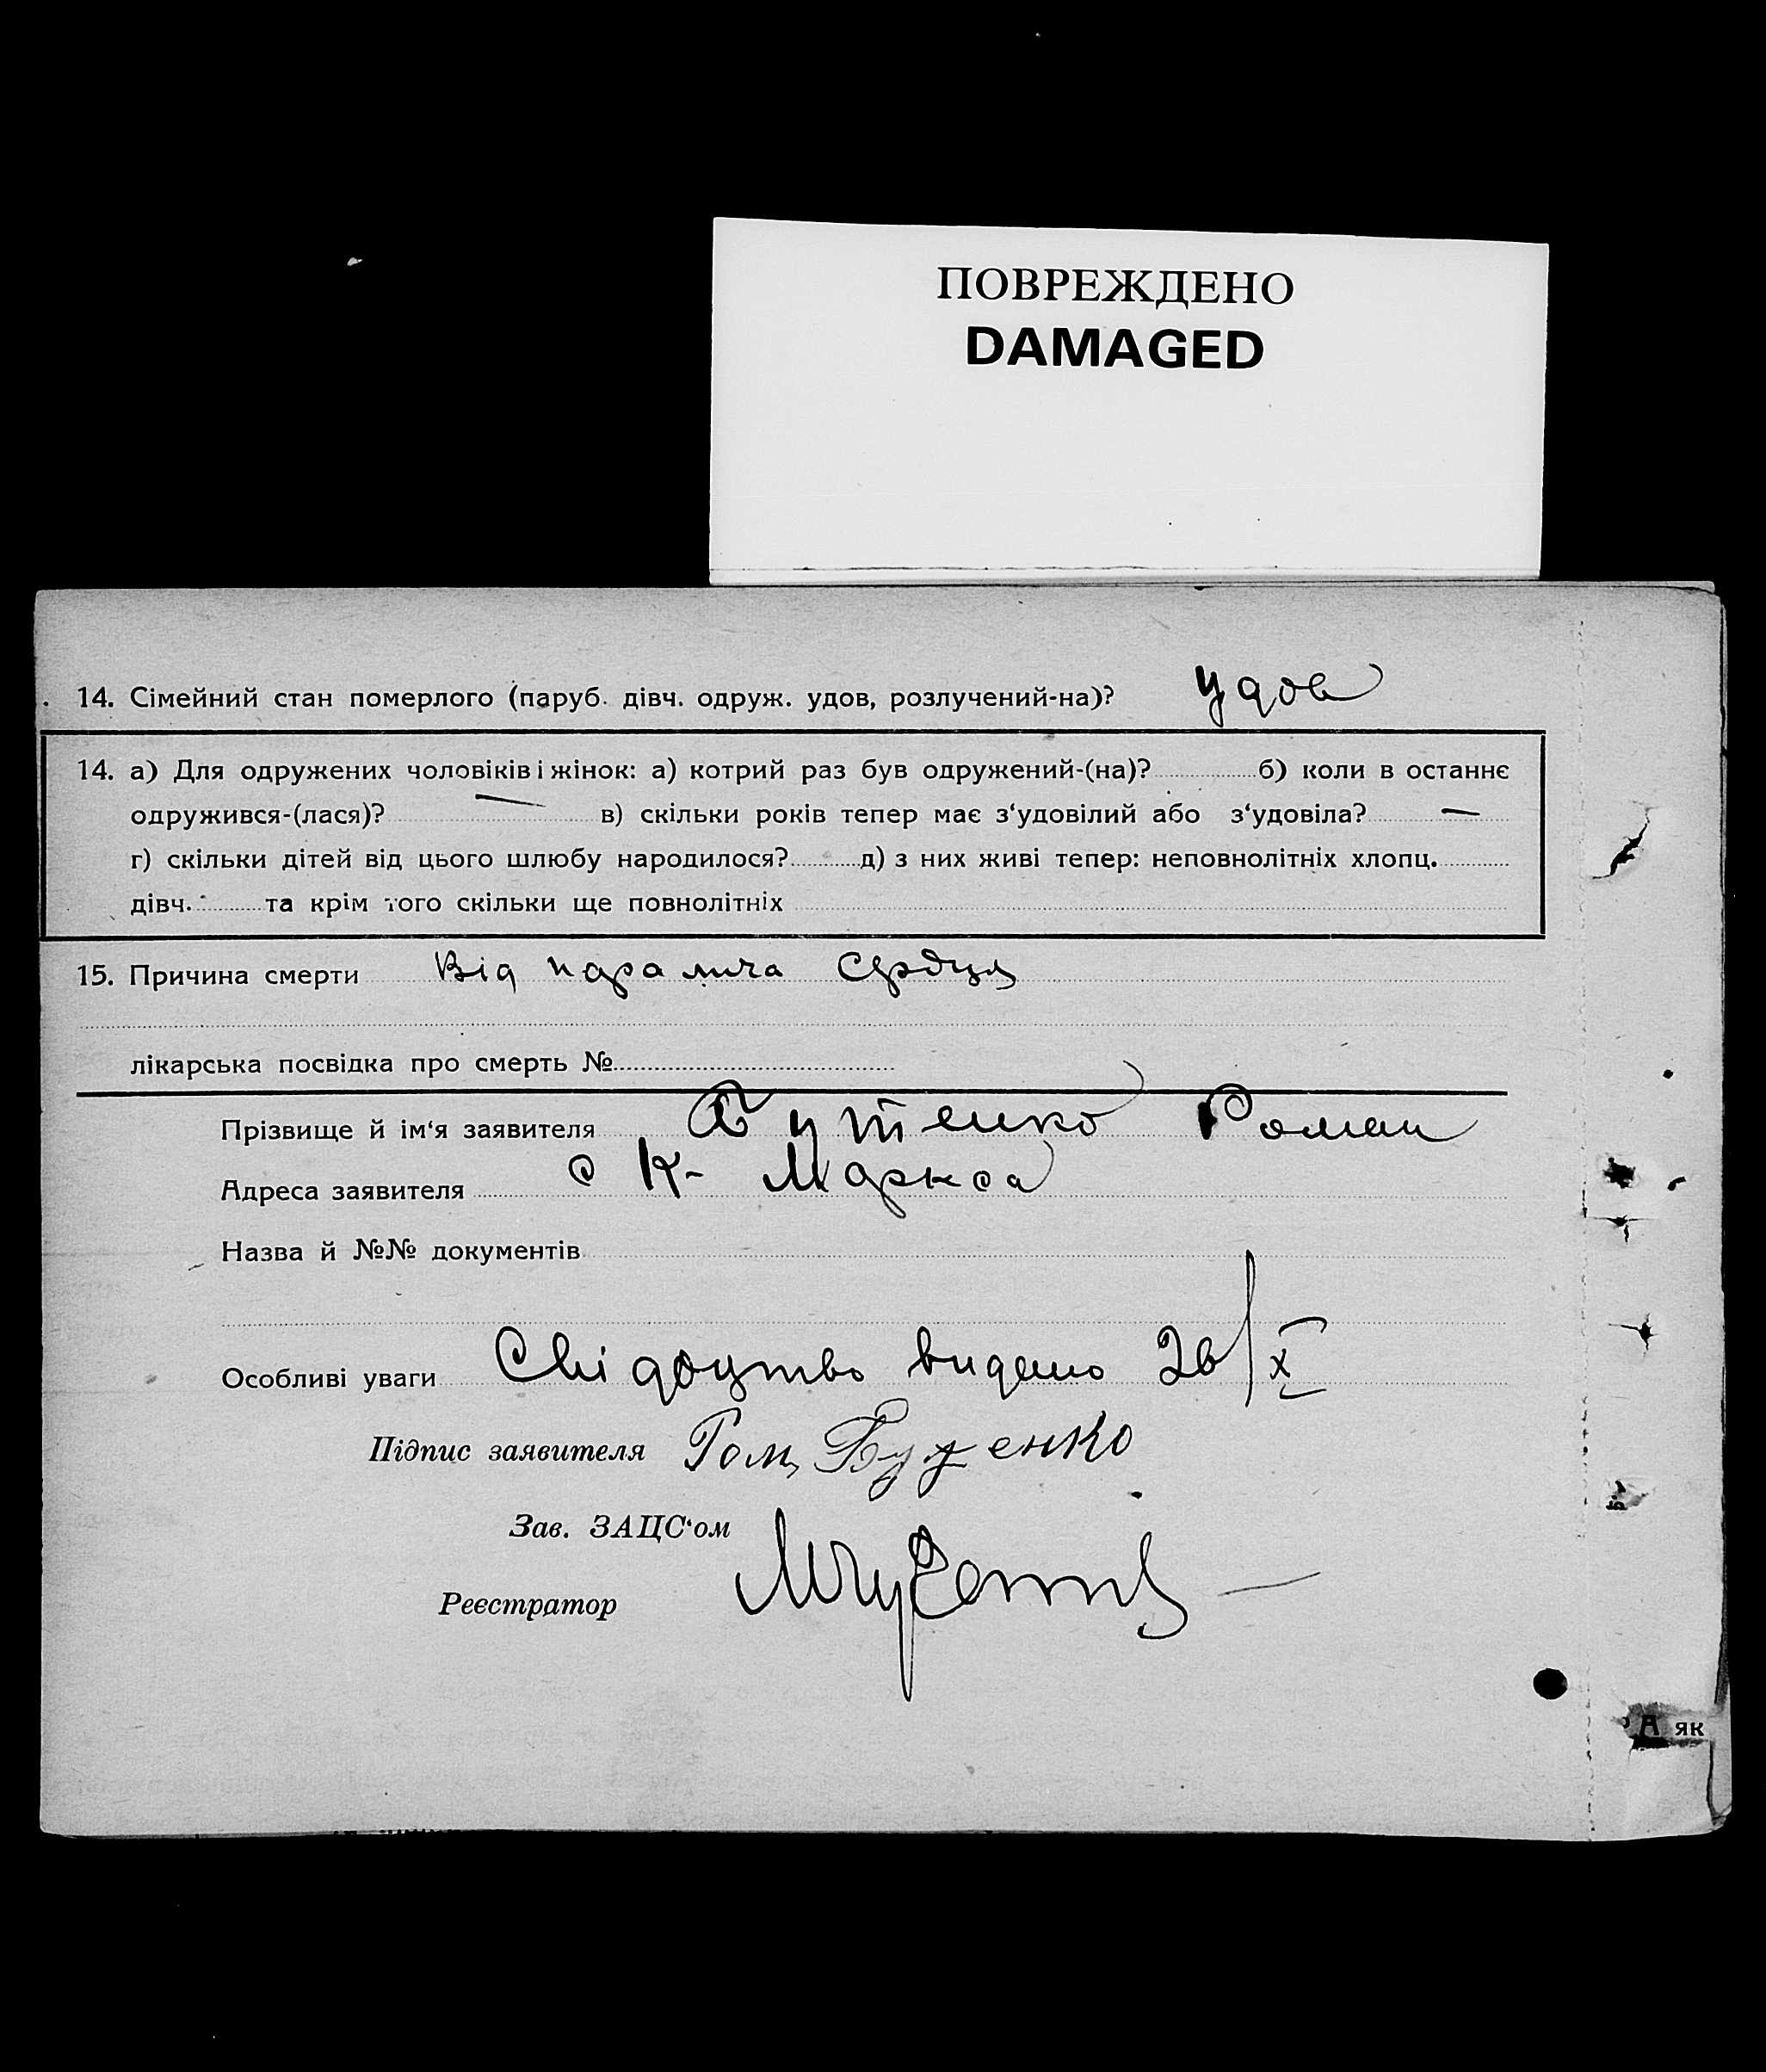 ПОВРЕЖДЕНО
DAMAGED
14. Сімейний стан померлого (паруб. дівч. одруж. удов, розлучений-на)? удов
14. а) Для одружених чоловіків і жінок: а) котрий раз був одружений-(на)? б) коли в останнє
одружився-(лася)? — в) скільки років тепер має з‘удовілий або з‘удовіла? —
г) скільки дітей від цього шлюбу народилося? д) з них живі тепер: неповнолітніх хлопц.
дівч. та крім того скільки ще повнолітніх
15. Причина смерти Від паралича Сердця
лікарська посвідка про смерть №
Прізвище й ім‘я заявителя Бутенко Роман
Адреса заявителя с К- Маркса
Назва й №№ документів
Особливі уваги Свідоцтво видано 26/X
Підпис заявителя Ром, Бутенко
Зав. ЗАЦС‘ом
Реєстратор
А як